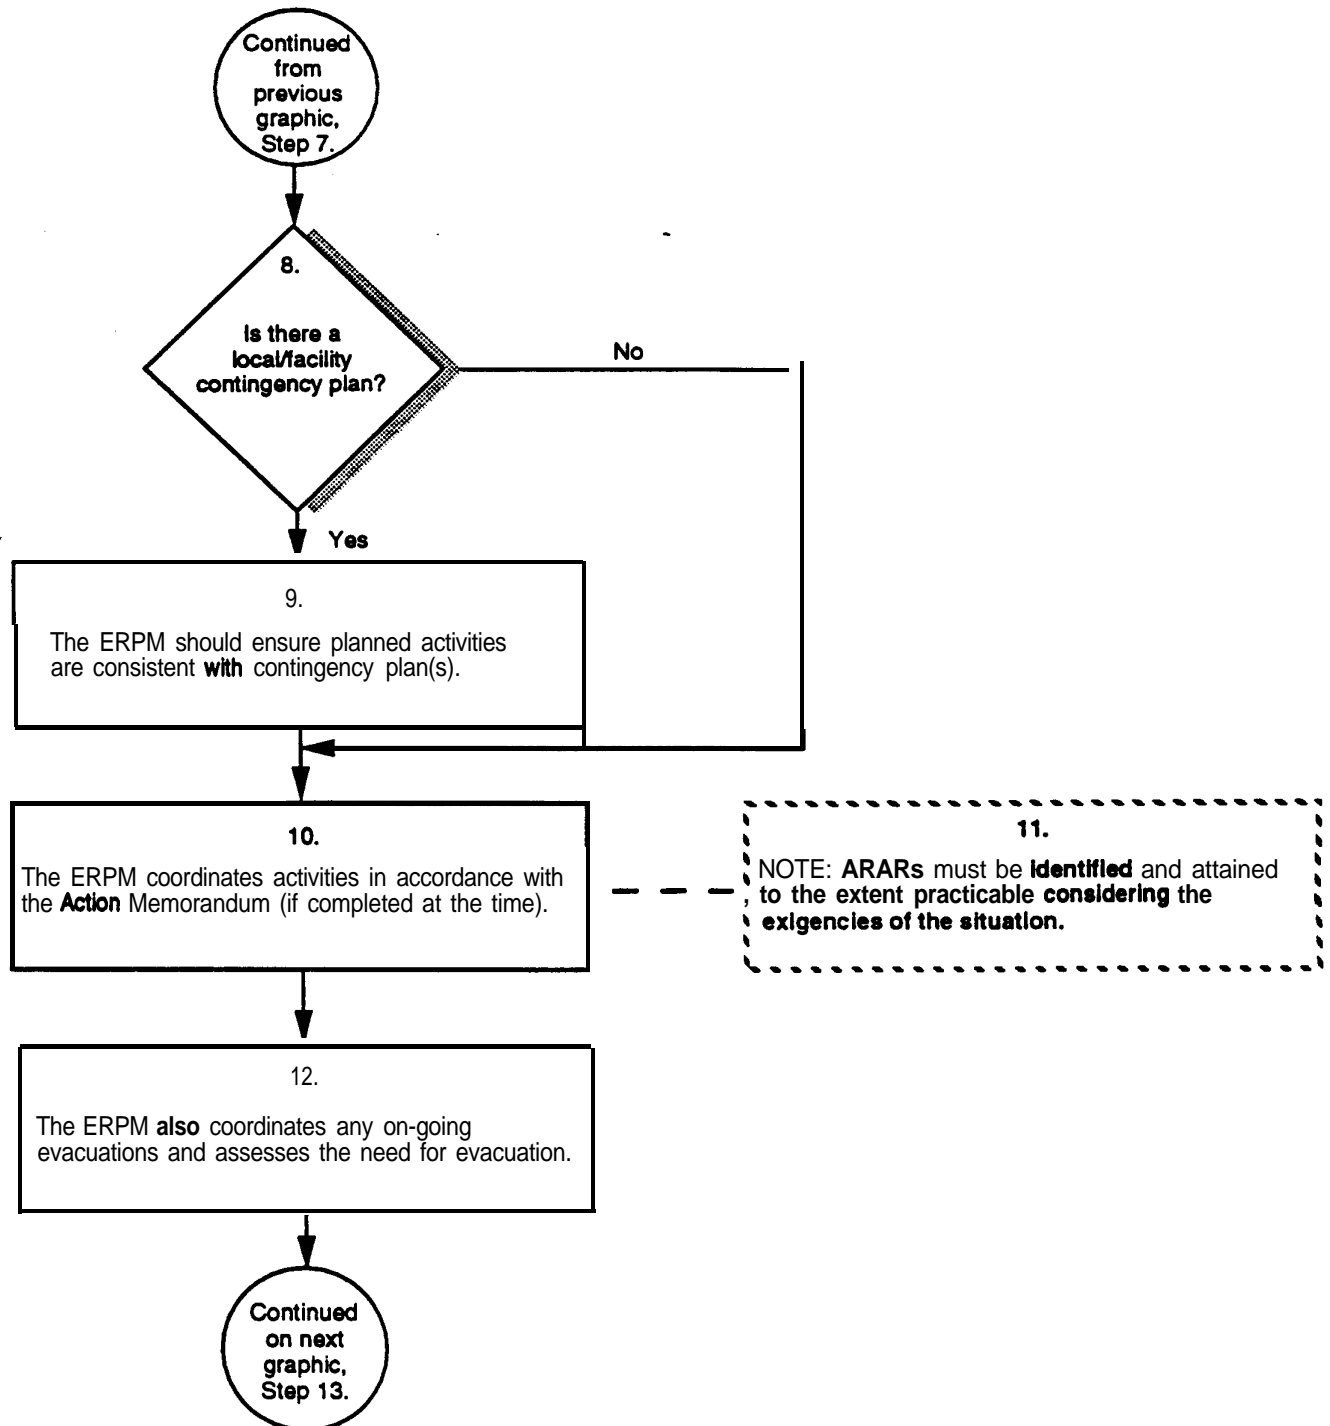 Continued
from
previous
graphic,
Step 7.
8.
Is there a
local/facility
contingency plan?
No
Yes
9.
The ERPM should ensure planned activities
are consistent with contingency plan(s).
10.
The ERPM coordinates activities in accordance with
the Action Memorandum (if completed at the time).
11.
NOTE: ARARs must be identified and attained
to the extent practicable considering the
exigencies of the situation.
12.
The ERPM also coordinates any on-going
evacuations and assesses the need for evacuation.
Continued
on next
graphic,
Step 13.